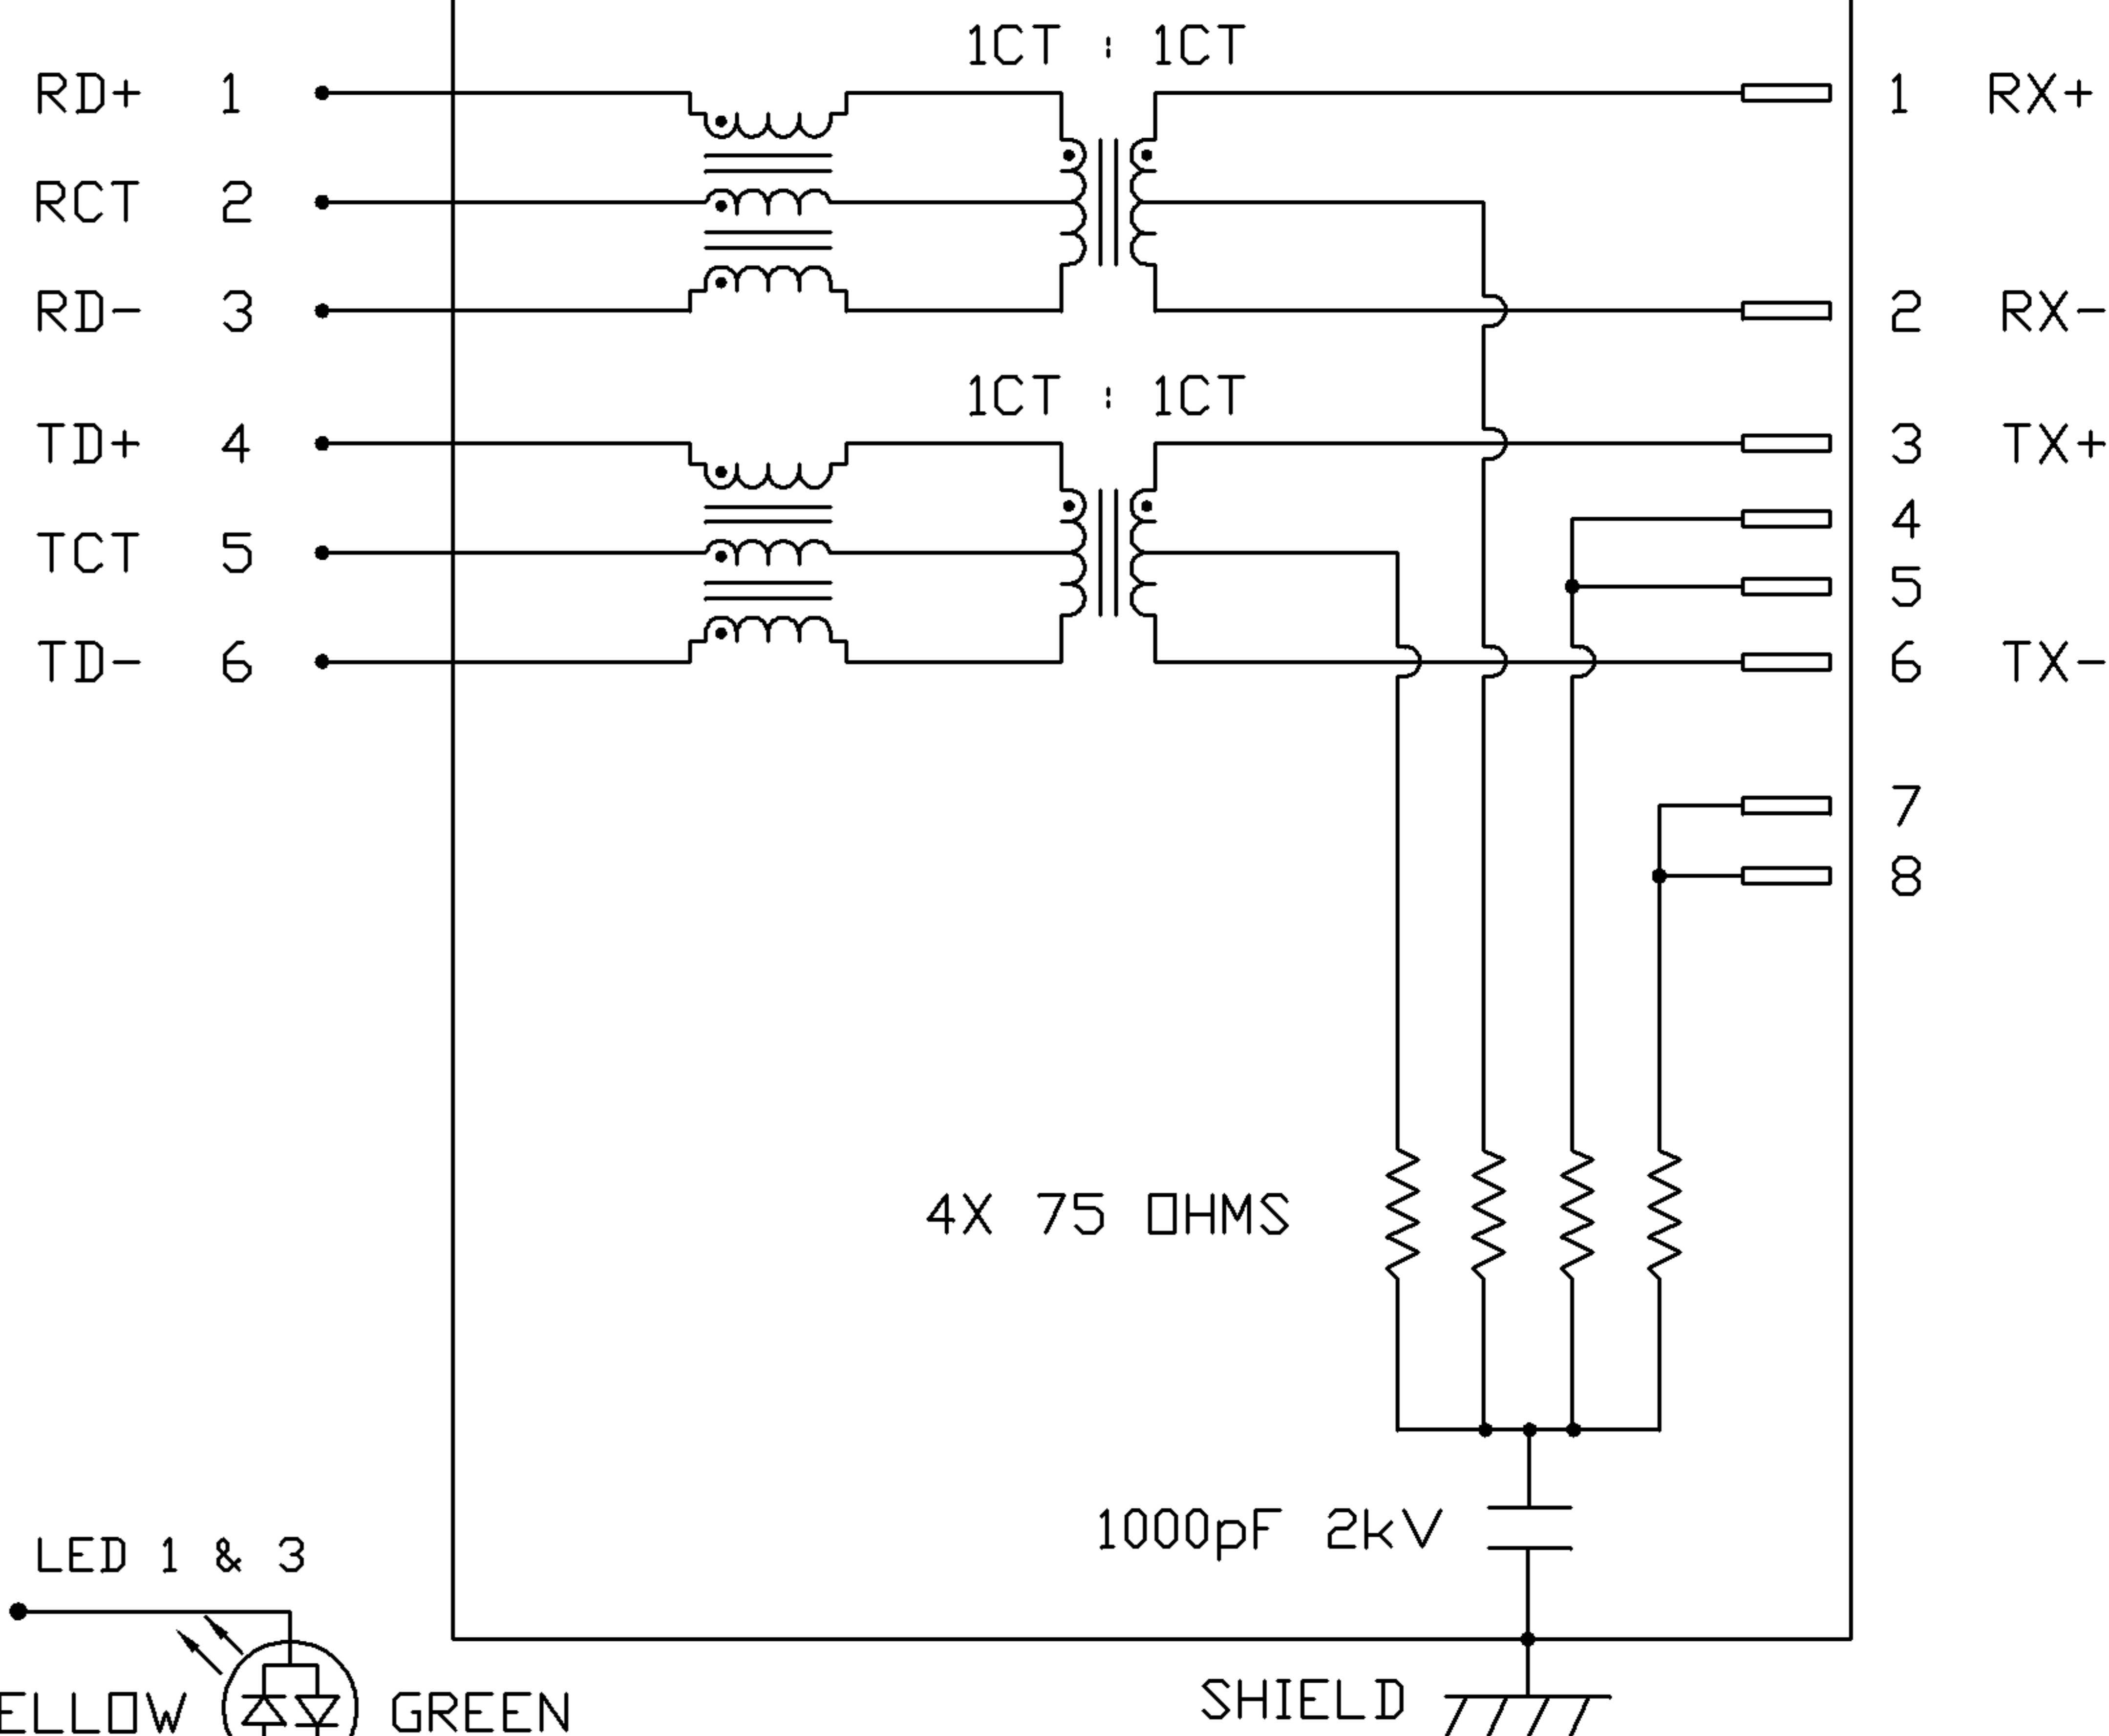 1CT : 1CT
RD+ 1
1 RX+
RCT 2
RD- 3
2 RX-
1CT : 1CT
TD+ 4
3 TX+
4
TCT 5
5
TD- 6
6 TX-
7
8
4X 75 OHMS
1000pF 2kV
LED 1 & 3
ELLOW
GREEN
SHIELD